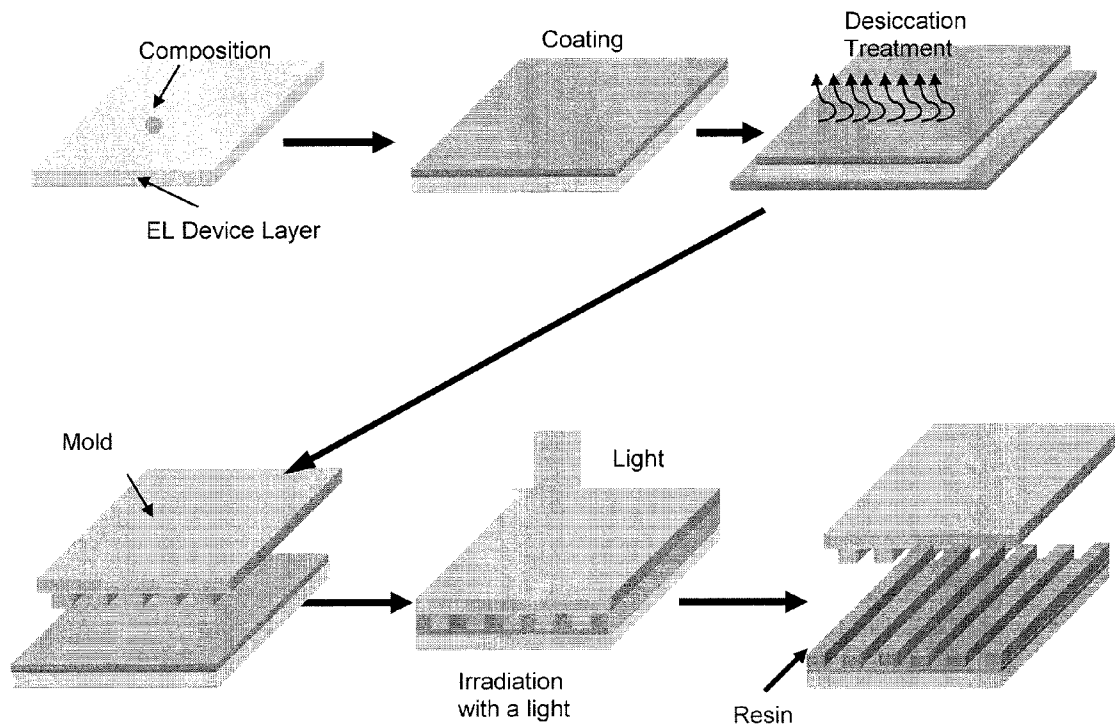 Composition
EL Device Layer
Coating
Desiccation
Treatment
Mold
Light
Irradiation
with a light
Resin